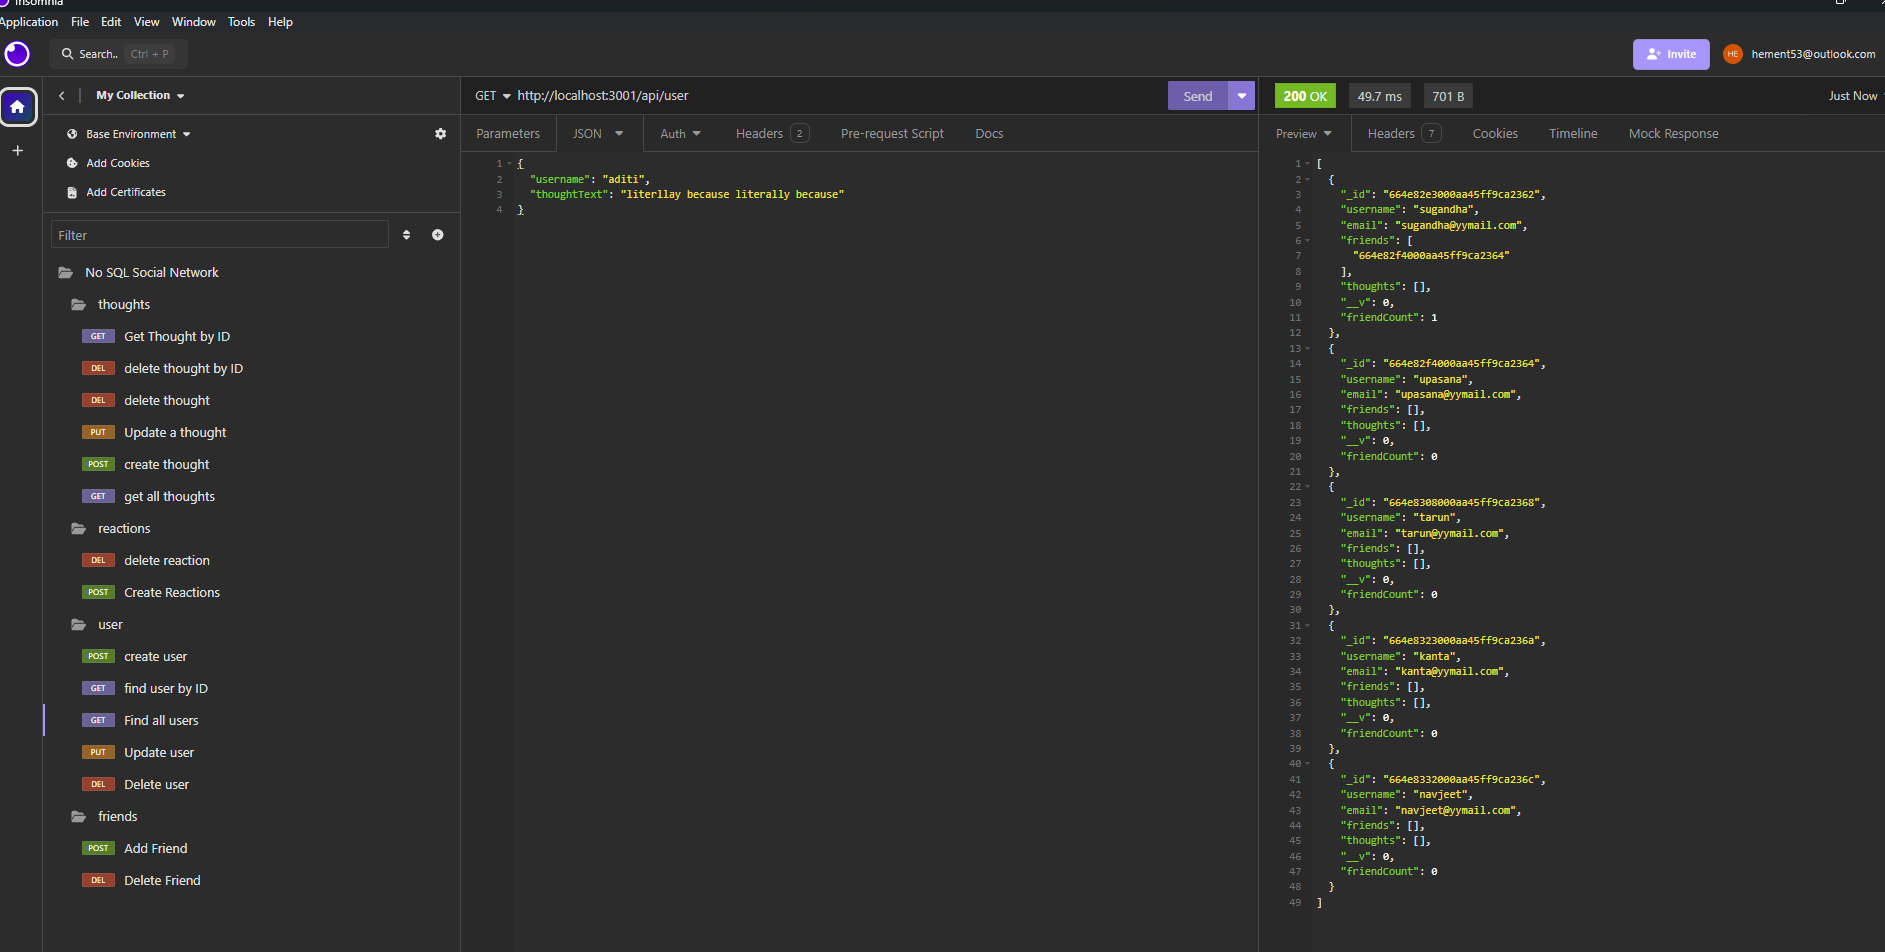 Insomnia
Application File Edit View Window Tools Help
Search.. Ctrl + P
Invite
HE hement53@outlook.com
My Collection
Base Environment
Add Cookies
Add Certificates
Filter
No SQL Social Network
thoughts
GET Get Thought by ID
DEL delete thought by ID
DEL delete thought
PUT Update a thought
POST create thought
GET get all thoughts
reactions
DEL delete reaction
POST Create Reactions
user
POST create user
GET find user by ID
GET Find all users
PUT Update user
DEL Delete user
friends
POST Add Friend
DEL Delete Friend
GET http://localhost:3001/api/user
Send
Parameters JSON Auth Headers 2 Pre-request Script Docs
1 {
2 "username": "aditi",
3 "thoughtText": "literllay because literally because"
4 }
200 OK 49.7 ms 701 B Just Now
Preview Headers 7 Cookies Timeline Mock Response
1 [
2 {
3 "_id": "664e82e3000aa45ff9ca2362",
4 "username": "sugandha",
5 "email": "sugandha@yymail.com",
6 "friends": [
7 "664e82f4000aa45ff9ca2364"
8 ],
9 "thoughts": [],
10 "__v": 0,
11 "friendCount": 1
12 },
13 {
14 "_id": "664e82f4000aa45ff9ca2364",
15 "username": "upasana",
16 "email": "upasana@yymail.com",
17 "friends": [],
18 "thoughts": [],
19 "__v": 0,
20 "friendCount": 0
21 },
22 {
23 "_id": "664e8308000aa45ff9ca2368",
24 "username": "tarun",
25 "email": "tarun@yymail.com",
26 "friends": [],
27 "thoughts": [],
28 "__v": 0,
29 "friendCount": 0
30 },
31 {
32 "_id": "664e8323000aa45ff9ca236a",
33 "username": "kanta",
34 "email": "kanta@yymail.com",
35 "friends": [],
36 "thoughts": [],
37 "__v": 0,
38 "friendCount": 0
39 },
40 {
41 "_id": "664e8332000aa45ff9ca236c",
42 "username": "navjeet",
43 "email": "navjeet@yymail.com",
44 "friends": [],
45 "thoughts": [],
46 "__v": 0,
47 "friendCount": 0
48 }
49 ]